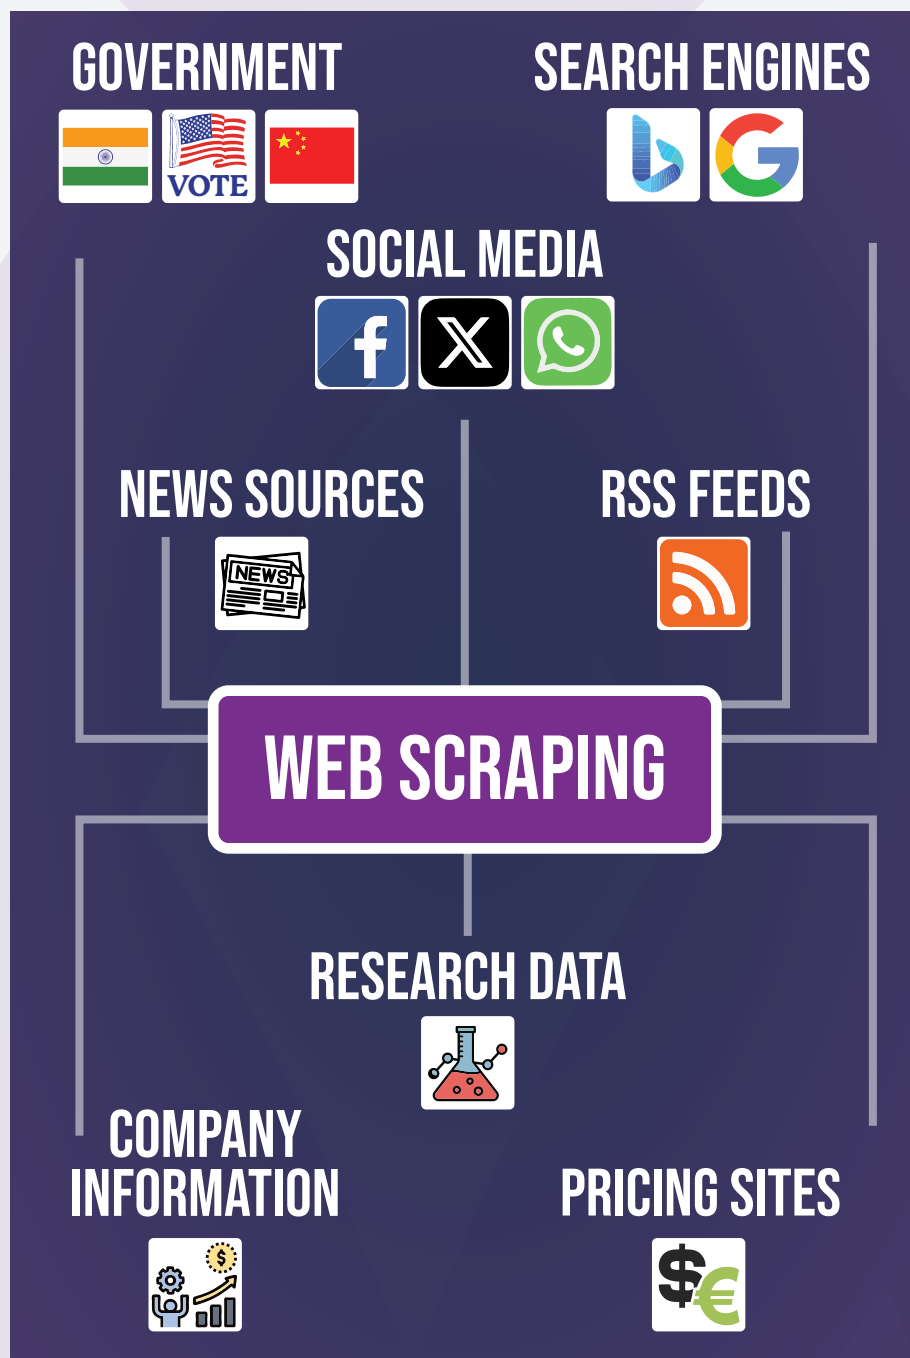 GOVERNMENT
SEARCH ENGINES
VOTE
SOCIAL MEDIA
NEWS SOURCES
RSS FEEDS
NEWS
WEB SCRAPING
RESEARCH DATA
COMPANY
INFORMATION
PRICING SITES